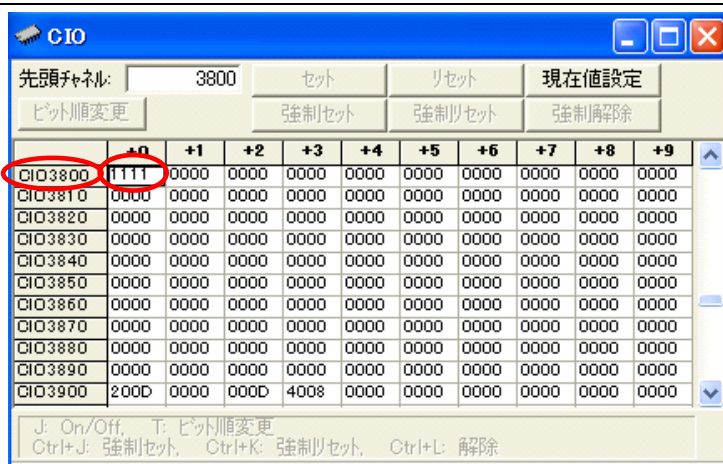 CIO
先頭チャネル: 3800 セット リセット 現在値設定
ビット順変更 強制セット 強制リセット 強制解除
+0 +1 +2 +3 +4 +5 +6 +7 +8 +9
CIO3800 1111 0000 0000 0000 0000 0000 0000 0000 0000 0000
CIO3810 0000 0000 0000 0000 0000 0000 0000 0000 0000 0000
CIO3820 0000 0000 0000 0000 0000 0000 0000 0000 0000 0000
CIO3830 0000 0000 0000 0000 0000 0000 0000 0000 0000 0000
CIO3840 0000 0000 0000 0000 0000 0000 0000 0000 0000 0000
CIO3850 0000 0000 0000 0000 0000 0000 0000 0000 0000 0000
CIO3860 0000 0000 0000 0000 0000 0000 0000 0000 0000 0000
CIO3870 0000 0000 0000 0000 0000 0000 0000 0000 0000 0000
CIO3880 0000 0000 0000 0000 0000 0000 0000 0000 0000 0000
CIO3890 0000 0000 0000 0000 0000 0000 0000 0000 0000 0000
CIO3900 200D 0000 000D 4008 0000 0000 0000 0000 0000 0000
J: On/Off, T: ビット順変更
Ctrl+J: 強制セット, Ctrl+K: 強制リセット, Ctrl+L: 解除